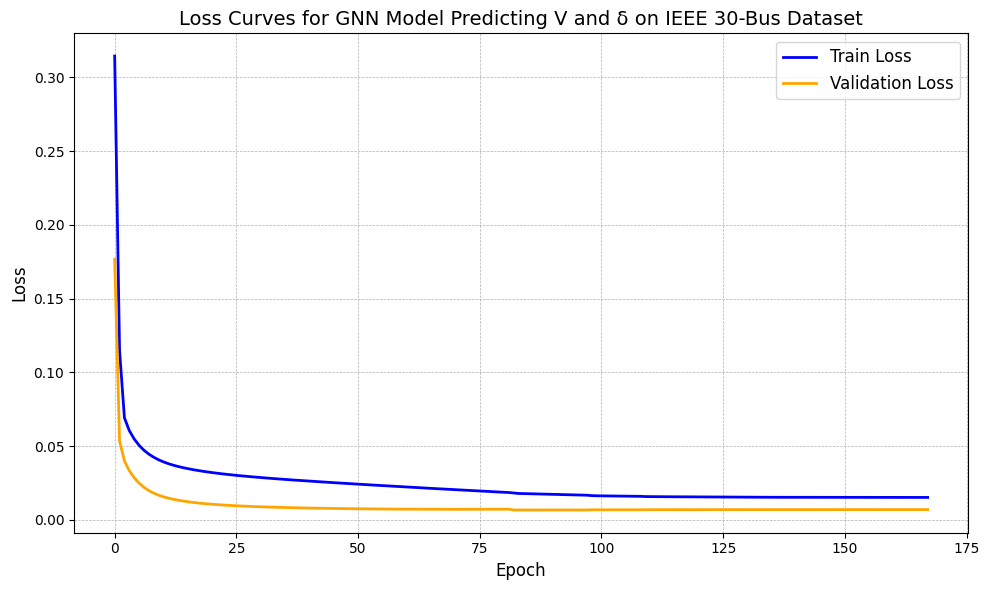 Loss Curves for GNN Model Predicting V and δ on IEEE 30-Bus Dataset
Train Loss
Validation Loss
Loss
0.30
0.25
0.20
0.15
0.10
0.05
0.00
0 25 50 75 100 125 150 175
Epoch